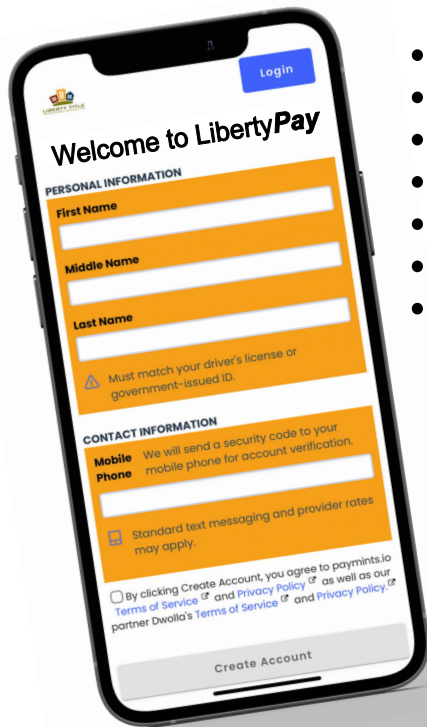 Login
LIBERTY TITLE
Welcome to LibertyPay
PERSONAL INFORMATION
First Name
Middle Name
Last Name
Must match your driver's license or
government-issued ID.
CONTACT INFORMATION
Mobile Phone
We will send a security code to your
mobile phone for account verification.
Standard text messaging and provider rates
may apply.
By clicking Create Account, you agree to paymints.io
Terms of Service and Privacy Policy as well as our
partner Dwolla's Terms of Service and Privacy Policy.
Create Account